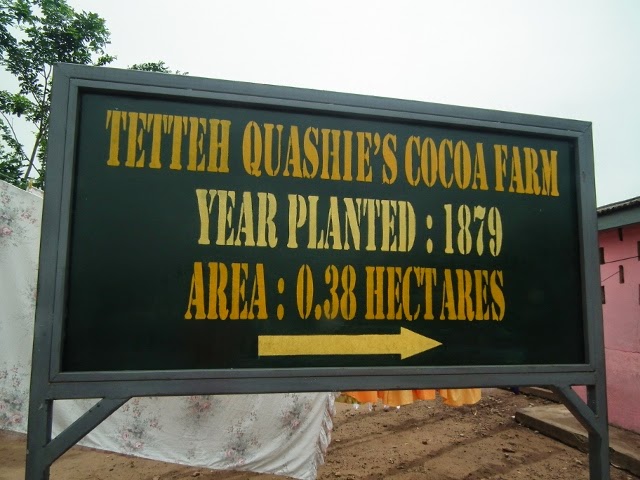 TETTEH QUASHIE'S COCOA FARM
YEAR PLANTED : 1879
AREA : 0.38 HECTARES